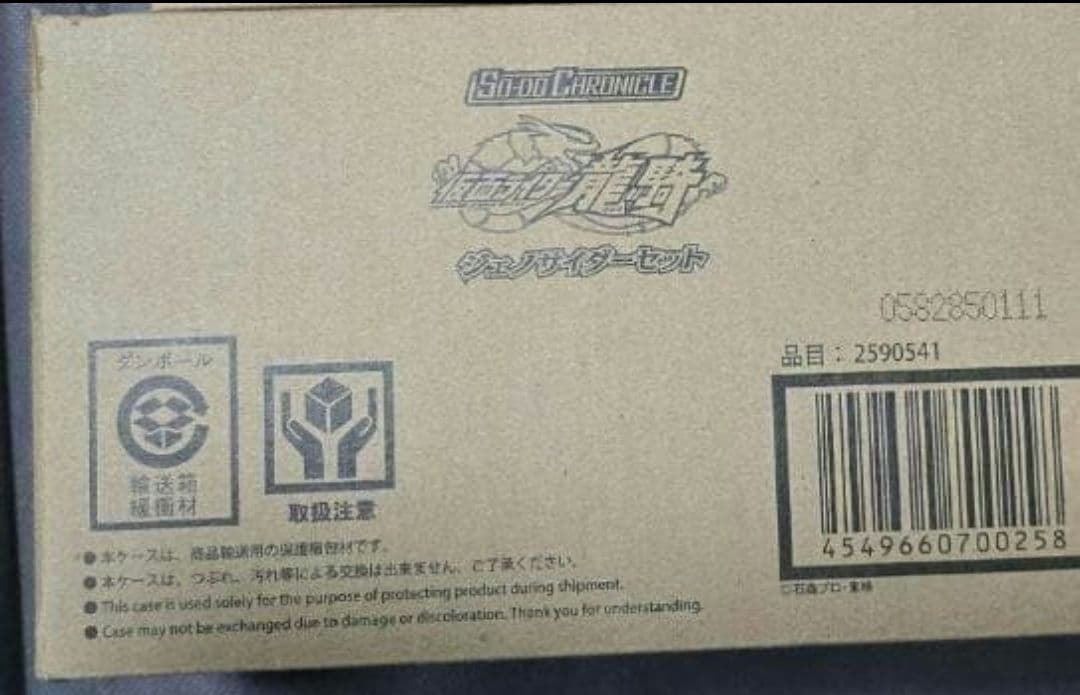 SO-DO CHRONICLE
仮面ライダー龍騎
ジェノサイダーセット
0582850111
品目：2590541
4549660700258
©石森プロ・東映
ダンボール
輸送箱
緩衝材
取扱注意
● 本ケースは、商品輸送用の保護梱包材です。
● 本ケースは、つぶれ、汚れ等による交換は出来ません、ご了承ください。
● This case is used solely for the purpose of protecting product during shipment.
● Case may not be exchanged due to damage or discoloration. Thank you for understanding.